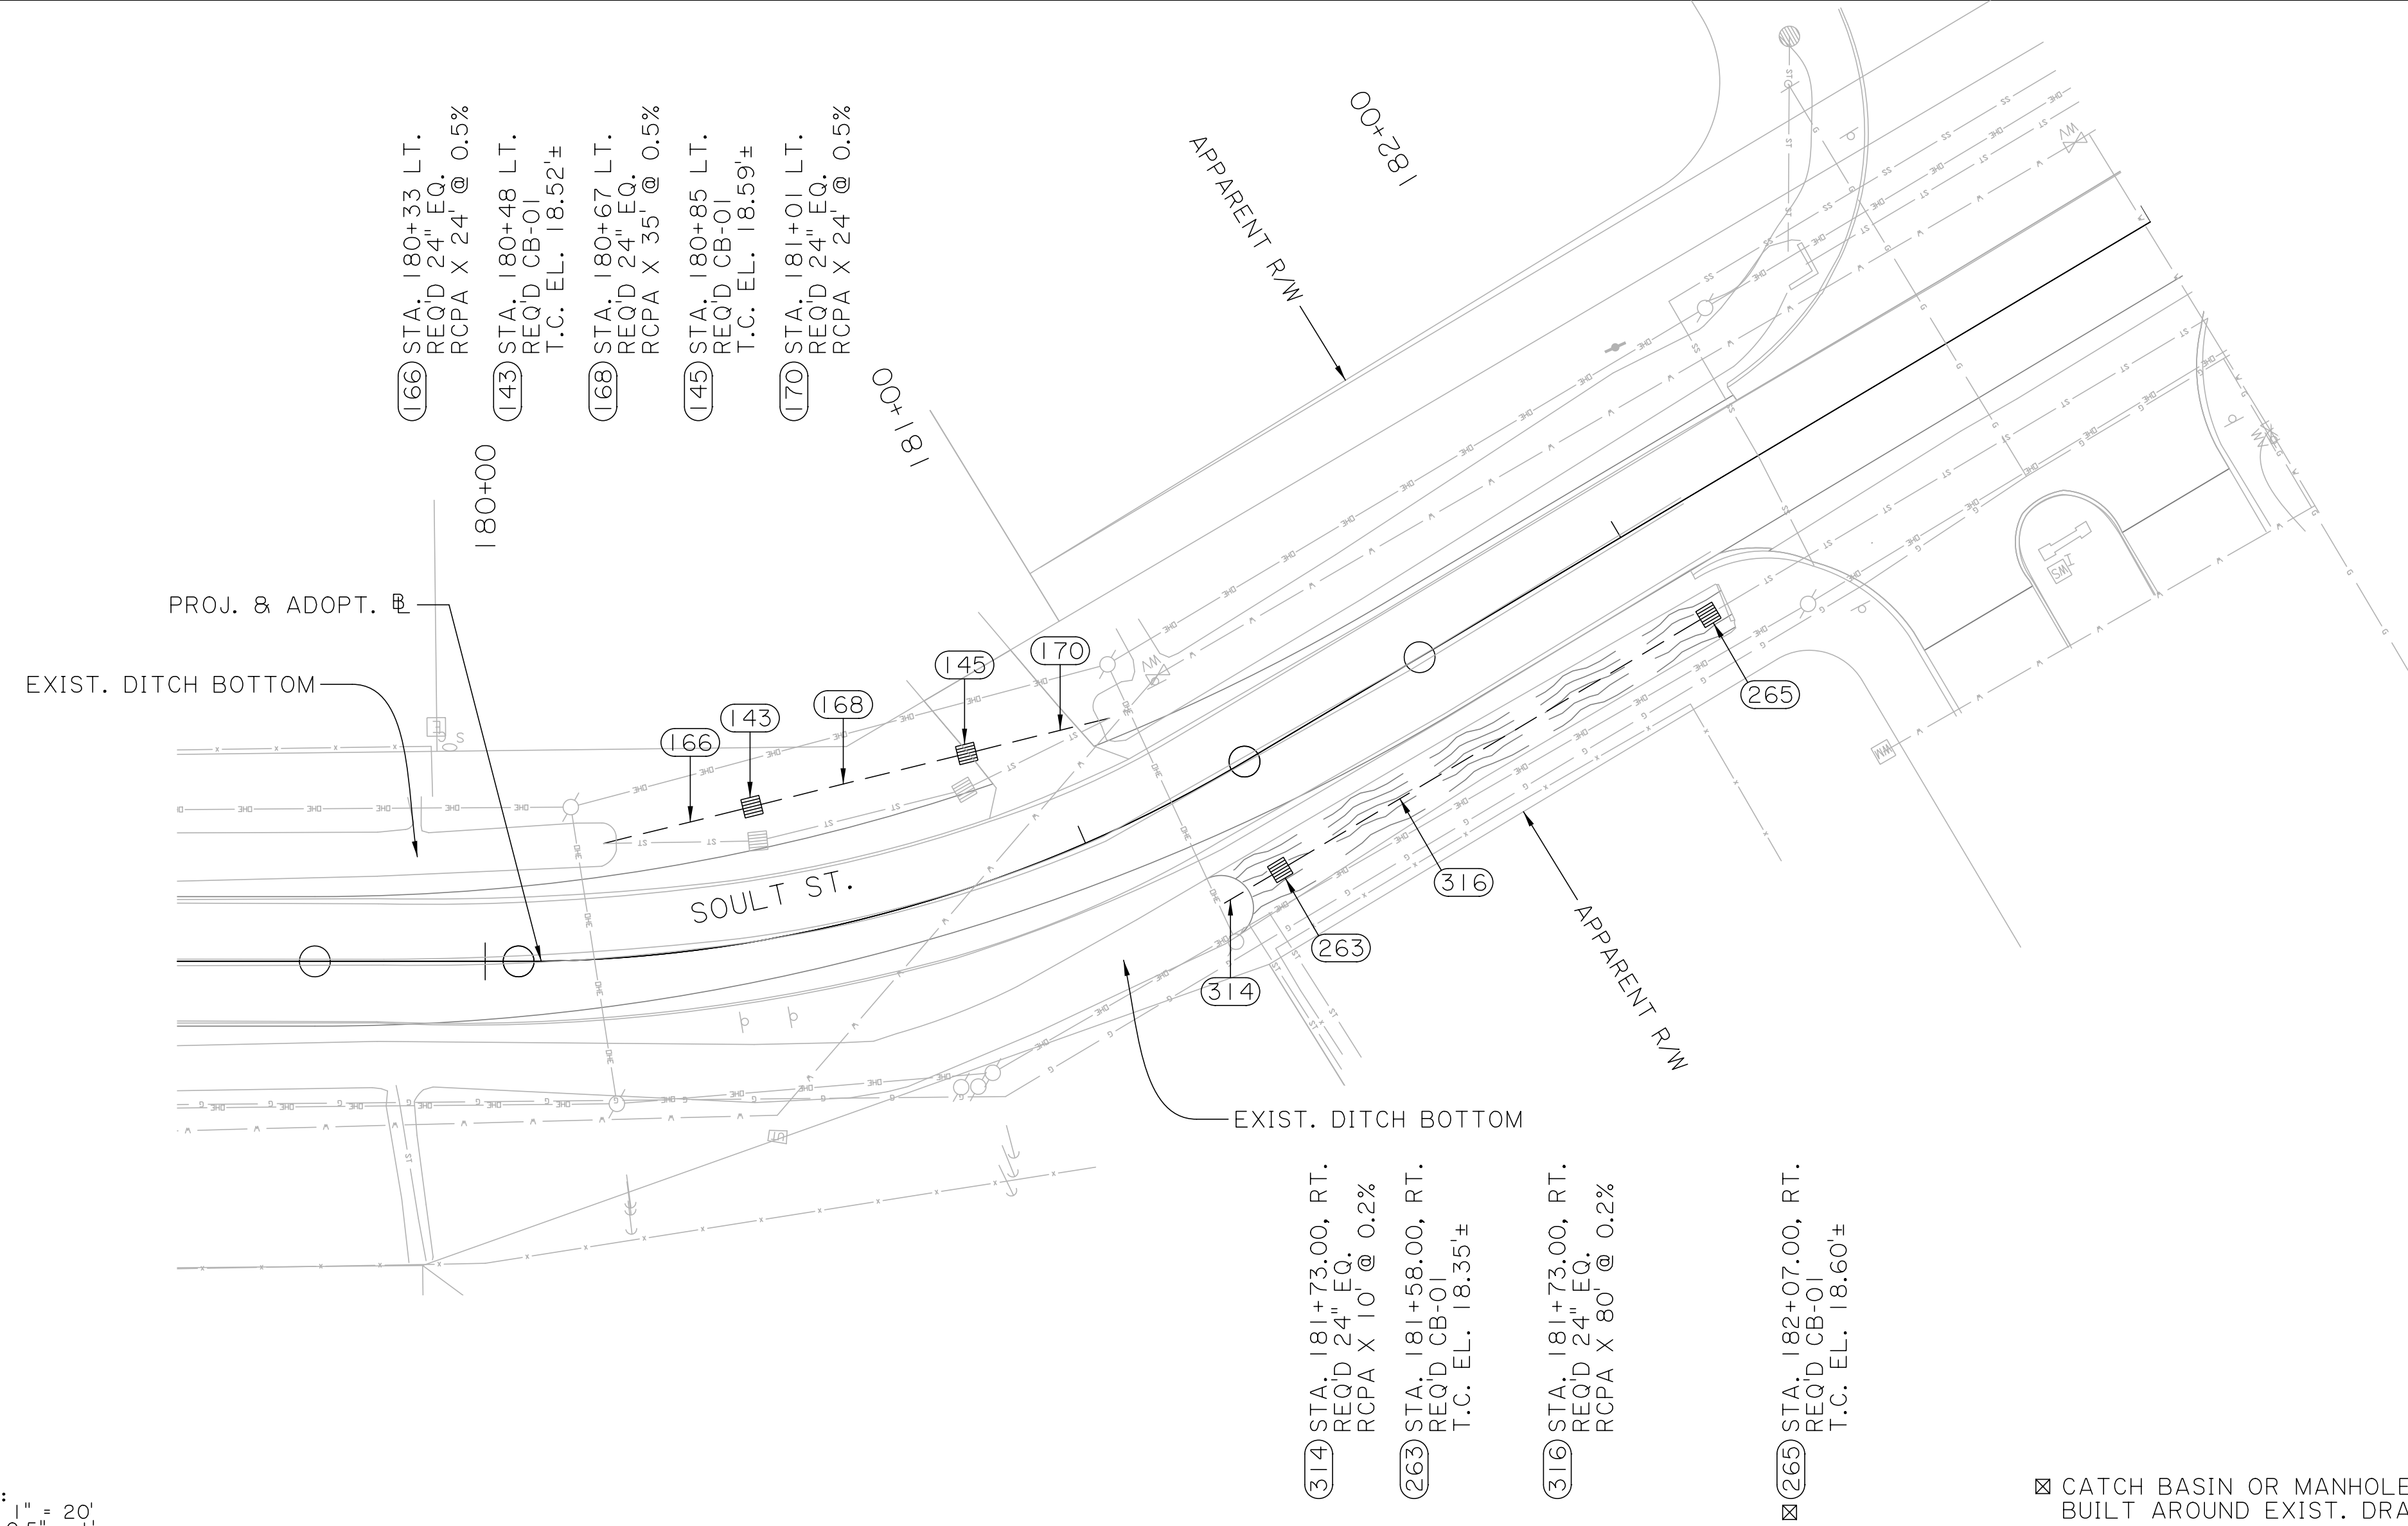 166 STA. 180+33 LT.
REQ'D 24" EQ.
RCPA X 24' @ 0.5%
143 STA. 180+48 LT.
REQ'D CB-01
T.C. EL. 18.52'±
168 STA. 180+67 LT.
REQ'D 24" EQ.
RCPA X 35' @ 0.5%
145 STA. 180+85 LT.
REQ'D CB-01
T.C. EL. 18.59'±
170 STA. 181+01 LT.
REQ'D 24" EQ.
RCPA X 24' @ 0.5%
180+00
181+00
182+00
APPARENT R/W
PROJ. & ADOPT. BL
EXIST. DITCH BOTTOM
166
143
168
145
170
SOULT ST.
265
316
263
314
APPARENT R/W
EXIST. DITCH BOTTOM
WV
WV
WM
SM
314 STA. 181+73.00, RT.
REQ'D 24" EQ.
RCPA X 10' @ 0.2%
263 STA. 181+58.00, RT.
REQ'D CB-01
T.C. EL. 18.35'±
316 STA. 181+73.00, RT.
REQ'D 24" EQ.
RCPA X 80' @ 0.2%
265 STA. 182+07.00, RT.
REQ'D CB-01
T.C. EL. 18.60'±
1" = 20'
CATCH BASIN OR MANHOLE
BUILT AROUND EXIST. DRA